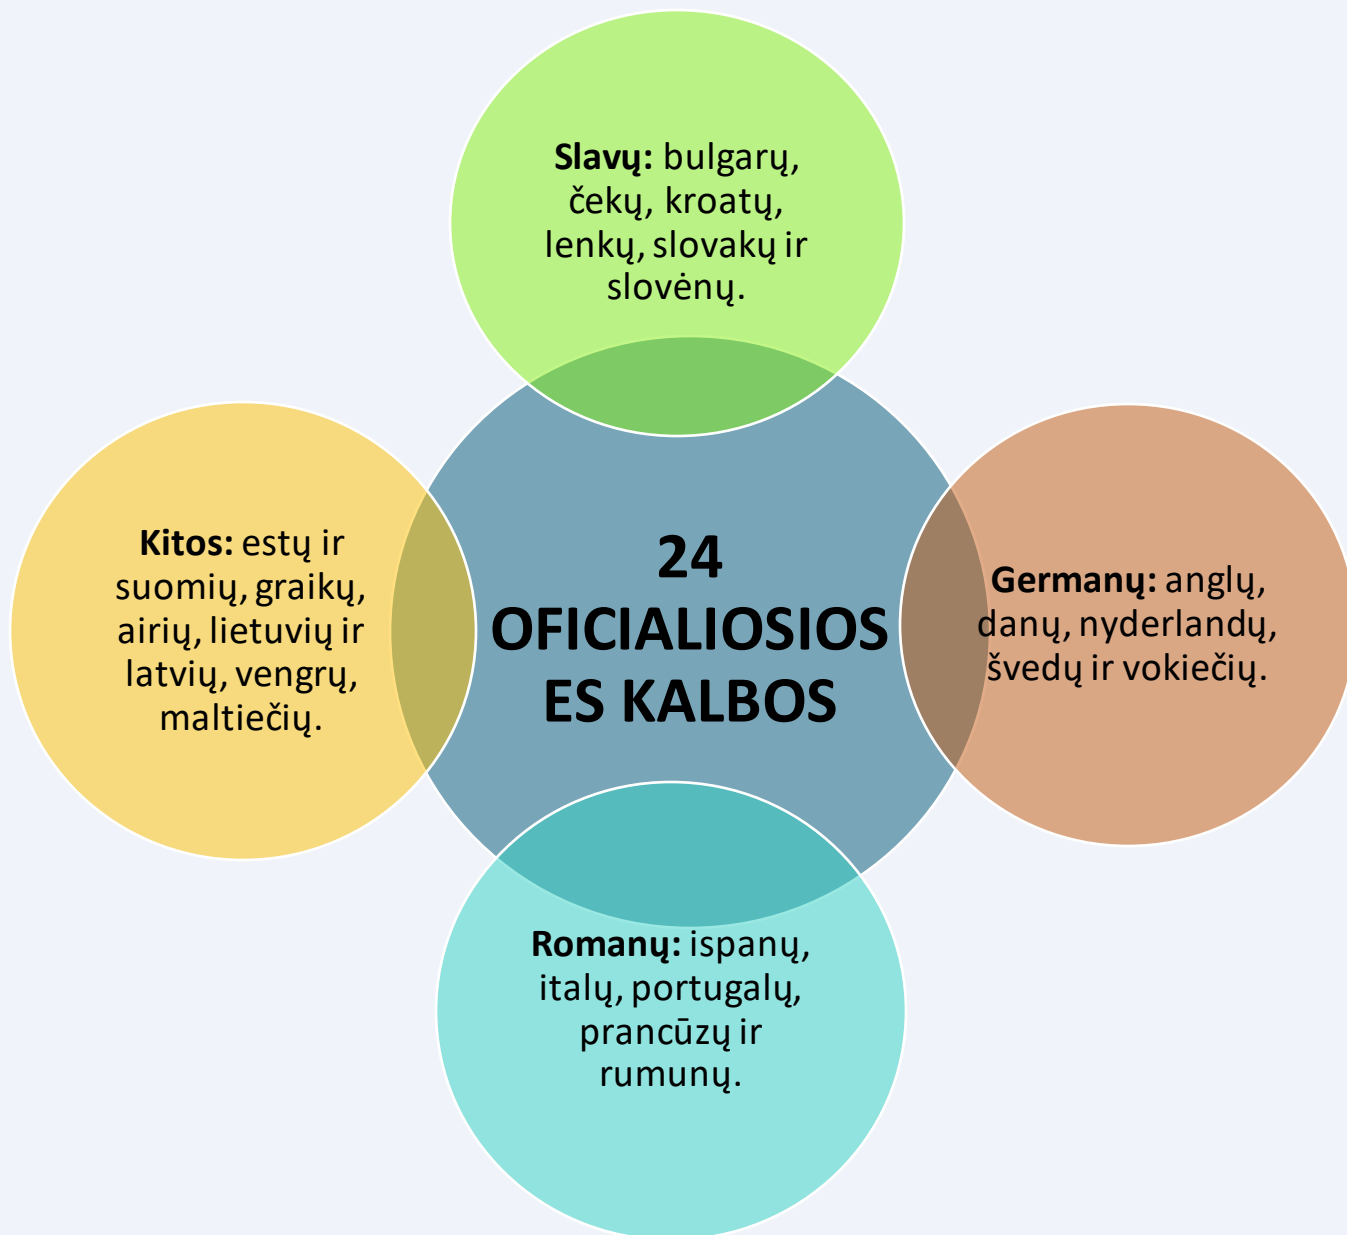 Slavų: bulgarų,
čekų, kroatų,
lenkų, slovakų ir
slovėnų.
Kitos: estų ir
suomių, graikų,
airių, lietuvių ir
latvių, vengrų,
maltiečių.
24
OFICIALIOSIOS
ES KALBOS
Germanų: anglų,
danų, nyderlandų,
švedų ir vokiečių.
Romanų: ispanų,
italų, portugalų,
prancūzų ir
rumunų.